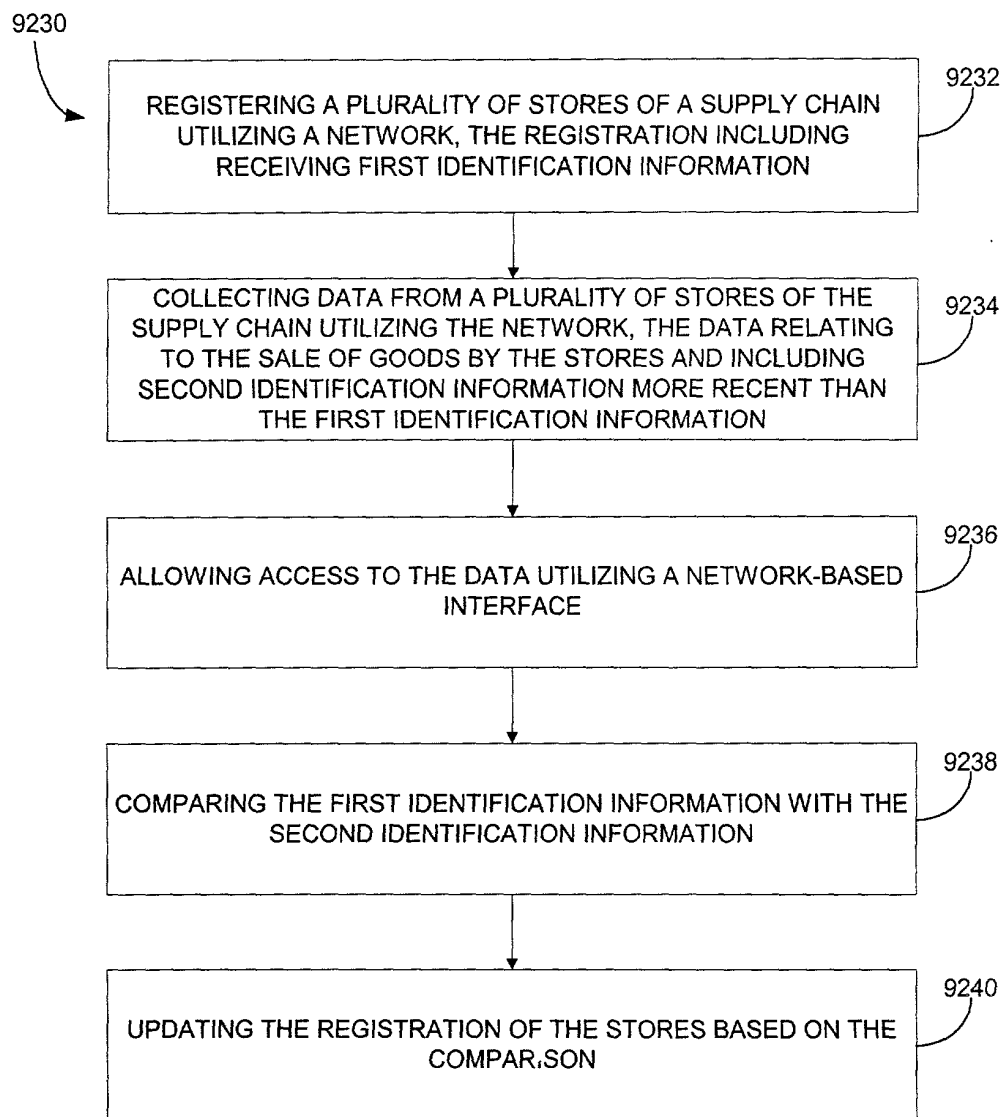 9230
9232
REGISTERING A PLURALITY OF STORES OF A SUPPLY CHAIN
UTILIZING A NETWORK, THE REGISTRATION INCLUDING
RECEIVING FIRST IDENTIFICATION INFORMATION
9234
COLLECTING DATA FROM A PLURALITY OF STORES OF THE
SUPPLY CHAIN UTILIZING THE NETWORK, THE DATA RELATING
TO THE SALE OF GOODS BY THE STORES AND INCLUDING
SECOND IDENTIFICATION INFORMATION MORE RECENT THAN
THE FIRST IDENTIFICATION INFORMATION
9236
ALLOWING ACCESS TO THE DATA UTILIZING A NETWORK-BASED
INTERFACE
9238
COMPARING THE FIRST IDENTIFICATION INFORMATION WITH THE
SECOND IDENTIFICATION INFORMATION
9240
UPDATING THE REGISTRATION OF THE STORES BASED ON THE
COMPARISON